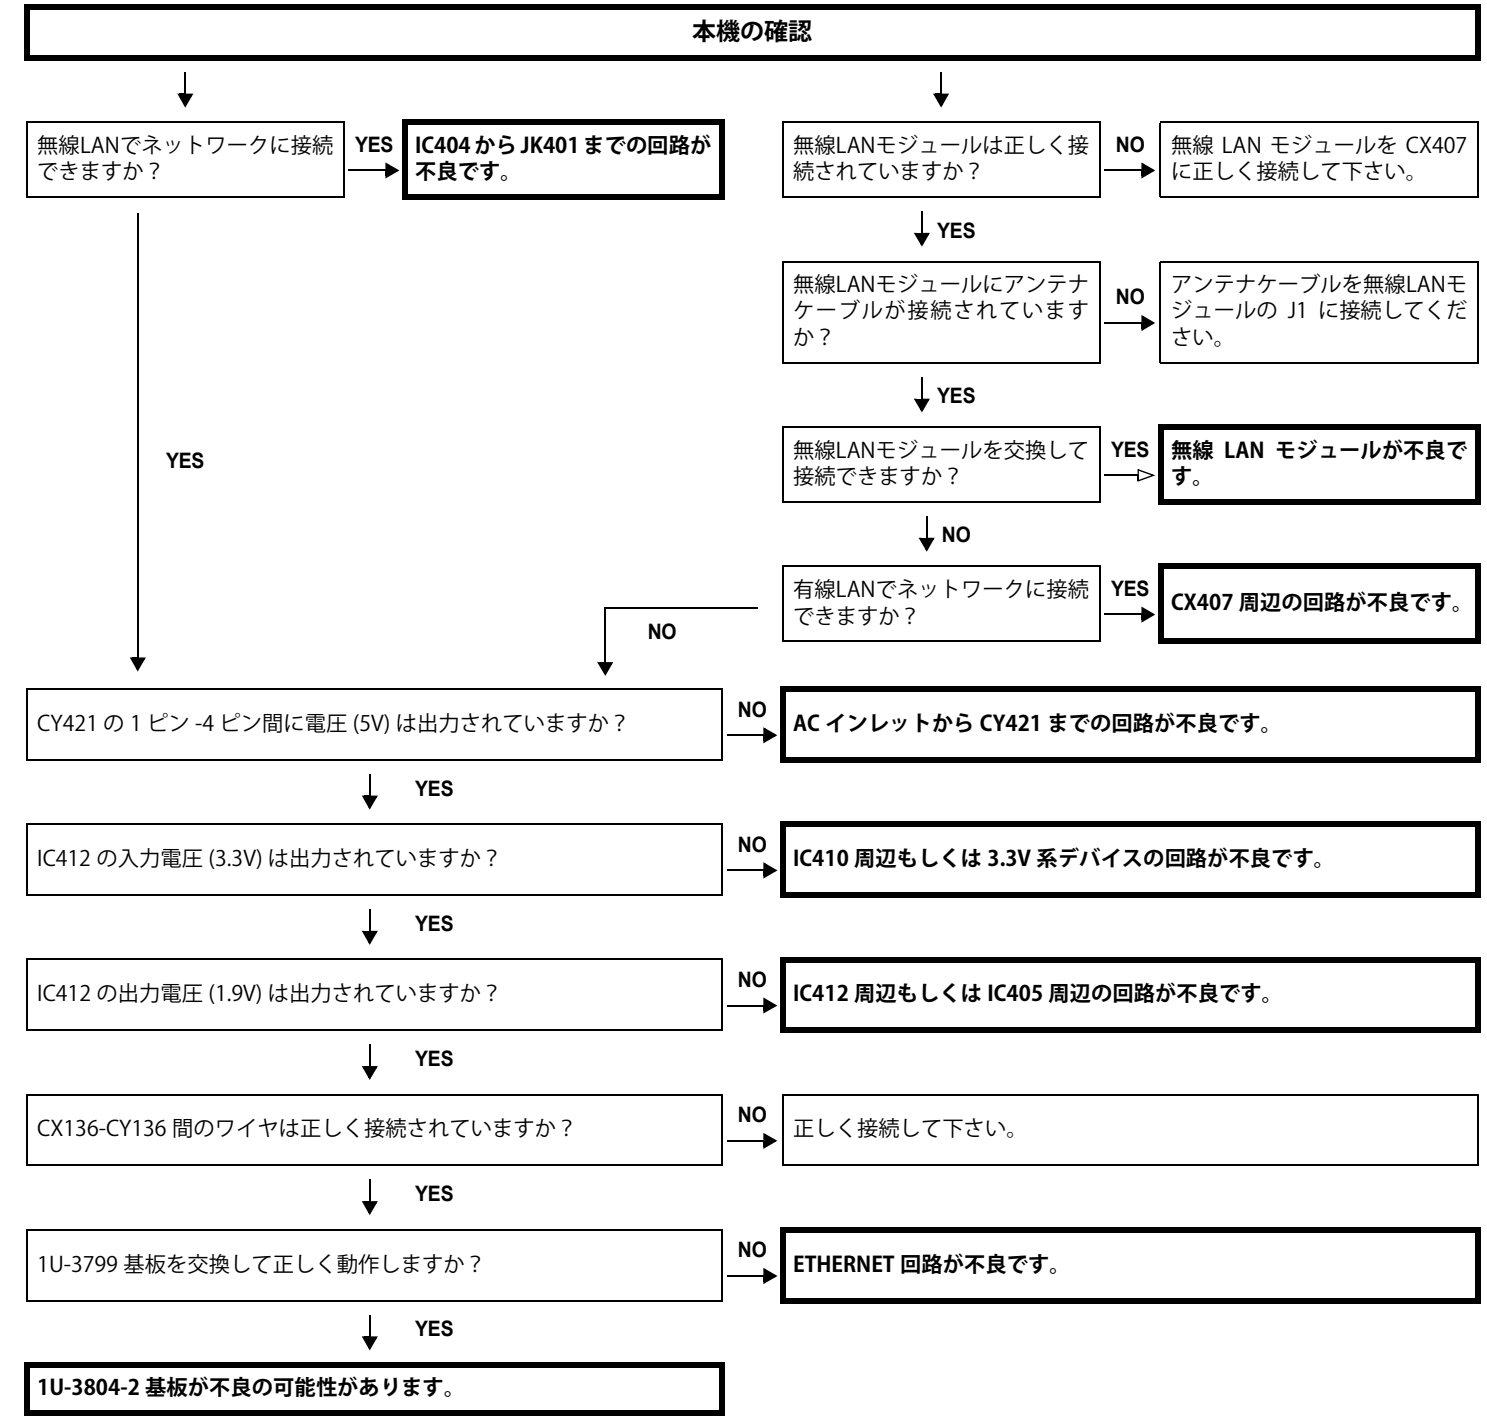 本機の確認
無線LANでネットワークに接続
できますか？
YES
IC404 から JK401 までの回路が
不良です。
YES
無線LANモジュールは正しく接
続されていますか？
NO
無線 LAN モジュールを CX407
に正しく接続して下さい。
YES
無線LANモジュールにアンテナ
ケーブルが接続されています
か？
NO
アンテナケーブルを無線LANモ
ジュールの J1 に接続してくだ
さい。
YES
無線LANモジュールを交換して
接続できますか？
YES
無線 LAN モジュールが不良で
す。
NO
有線LANでネットワークに接続
できますか？
YES
CX407 周辺の回路が不良です。
NO
CY421 の 1 ピン -4 ピン間に電圧 (5V) は出力されていますか？
NO
AC インレットから CY421 までの回路が不良です。
YES
IC412 の入力電圧 (3.3V) は出力されていますか？
NO
IC410 周辺もしくは 3.3V 系デバイスの回路が不良です。
YES
IC412 の出力電圧 (1.9V) は出力されていますか？
NO
IC412 周辺もしくは IC405 周辺の回路が不良です。
YES
CX136-CY136 間のワイヤは正しく接続されていますか？
NO
正しく接続して下さい。
YES
1U-3799 基板を交換して正しく動作しますか？
NO
ETHERNET 回路が不良です。
YES
1U-3804-2 基板が不良の可能性があります。